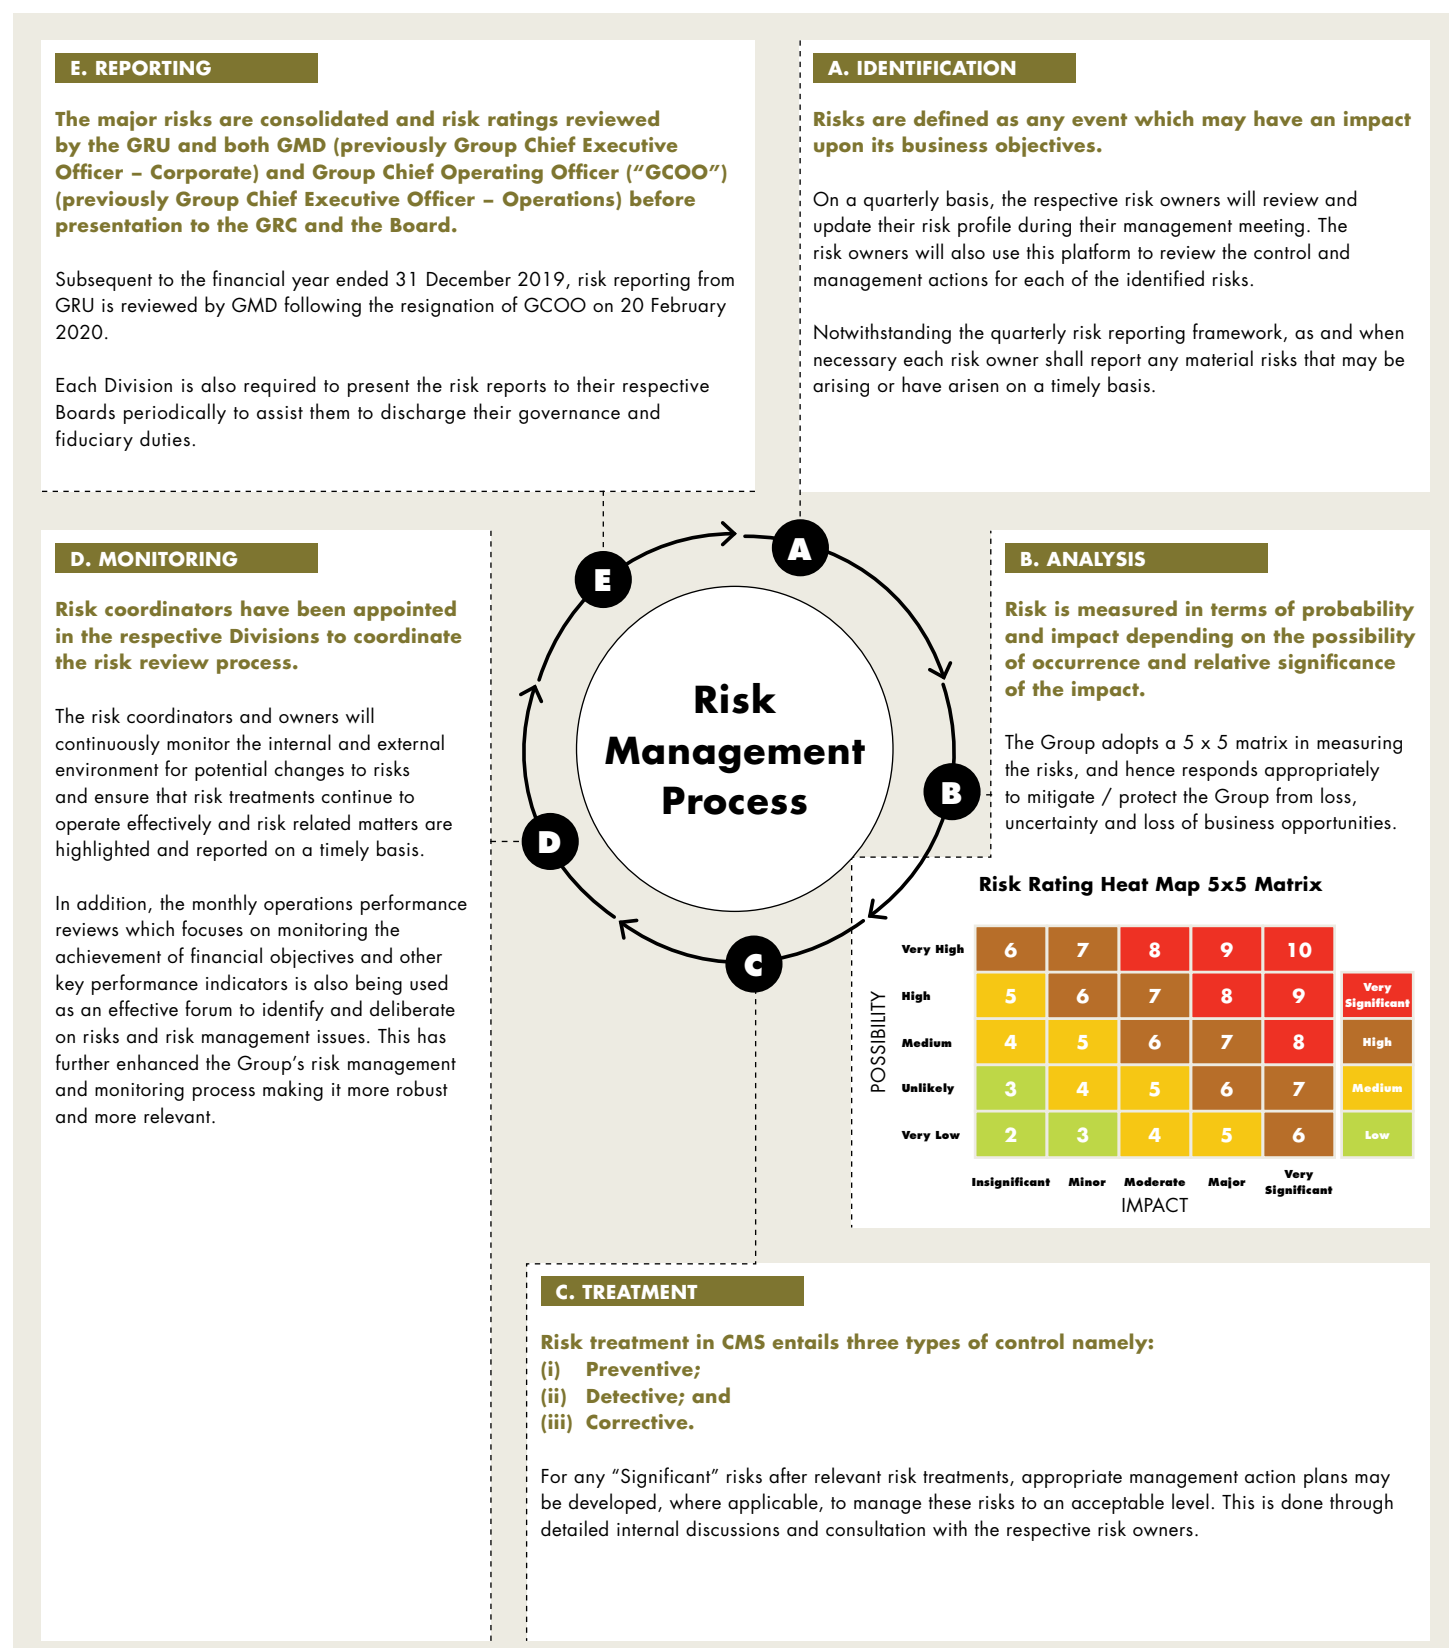 E. REPORTING
The major risks are consolidated and risk ratings reviewed
by the GRU and both GMD (previously Group Chief Executive
Officer – Corporate) and Group Chief Operating Officer (“GCOO”)
(previously Group Chief Executive Officer – Operations) before
presentation to the GRC and the Board.
Subsequent to the financial year ended 31 December 2019, risk reporting from
GRU is reviewed by GMD following the resignation of GCOO on 20 February
2020.
Each Division is also required to present the risk reports to their respective
Boards periodically to assist them to discharge their governance and
fiduciary duties.
A. IDENTIFICATION
Risks are defined as any event which may have an impact
upon its business objectives.
On a quarterly basis, the respective risk owners will review and
update their risk profile during their management meeting. The
risk owners will also use this platform to review the control and
management actions for each of the identified risks.
Notwithstanding the quarterly risk reporting framework, as and when
necessary each risk owner shall report any material risks that may be
arising or have arisen on a timely basis.
D. MONITORING
Risk coordinators have been appointed
in the respective Divisions to coordinate
the risk review process.
The risk coordinators and owners will
continuously monitor the internal and external
environment for potential changes to risks
and ensure that risk treatments continue to
operate effectively and risk related matters are
highlighted and reported on a timely basis.
In addition, the monthly operations performance
reviews which focuses on monitoring the
achievement of financial objectives and other
key performance indicators is also being used
as an effective forum to identify and deliberate
on risks and risk management issues. This has
further enhanced the Group’s risk management
and monitoring process making it more robust
and more relevant.
A
E
Risk
Management
Process
B
D
C
B. ANALYSIS
Risk is measured in terms of probability
and impact depending on the possibility
of occurrence and relative significance
of the impact.
The Group adopts a 5 x 5 matrix in measuring
the risks, and hence responds appropriately
to mitigate / protect the Group from loss,
uncertainty and loss of business opportunities.
Risk Rating Heat Map 5x5 Matrix
POSSIBILITY
Very High 6 7 8 9 10
High 5 6 7 8 9
Medium 4 5 6 7 8
Unlikely 3 4 5 6 7
Very Low 2 3 4 5 6
Very
Significant
High
Medium
Low
Insignificant Minor Moderate Major Very
Significant
IMPACT
C. TREATMENT
Risk treatment in CMS entails three types of control namely:
(i) Preventive;
(ii) Detective; and
(iii) Corrective.
For any “Significant” risks after relevant risk treatments, appropriate management action plans may
be developed, where applicable, to manage these risks to an acceptable level. This is done through
detailed internal discussions and consultation with the respective risk owners.